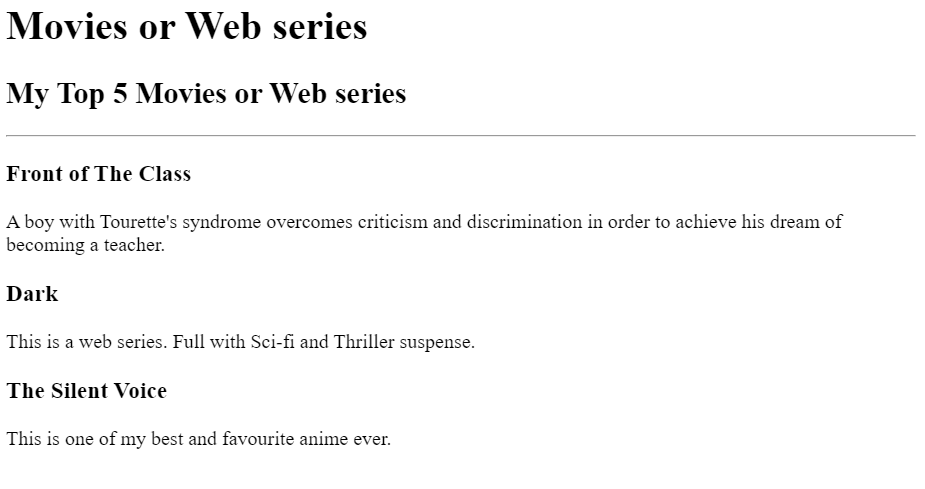 Movies or Web series
My Top 5 Movies or Web series
Front of The Class
A boy with Tourette's syndrome overcomes criticism and discrimination in order to achieve his dream of
becoming a teacher.
Dark
This is a web series. Full with Sci-fi and Thriller suspense.
The Silent Voice
This is one of my best and favourite anime ever.